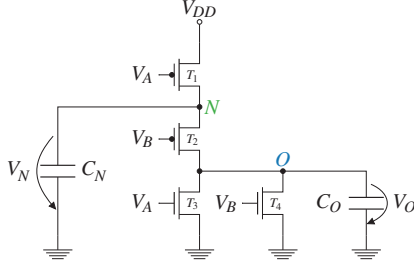 V_DD
V_A T_1
N
V_B T_2
V_N C_N O
V_A T_3 V_B T_4 C_O V_O